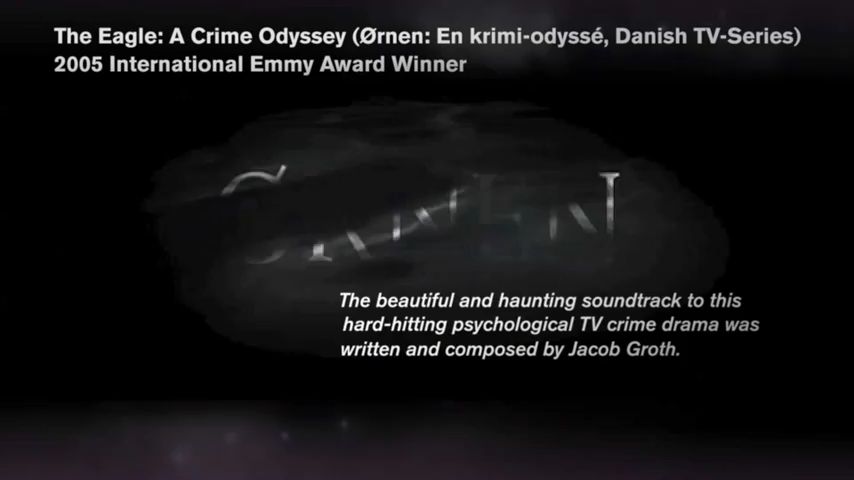 The Eagle: A Crime Odyssey (Ørnen: En krimi-odyssé, Danish TV-Series)
2005 International Emmy Award Winner
ØRNEN
The beautiful and haunting soundtrack to this
hard-hitting psychological TV crime drama was
written and composed by Jacob Groth.